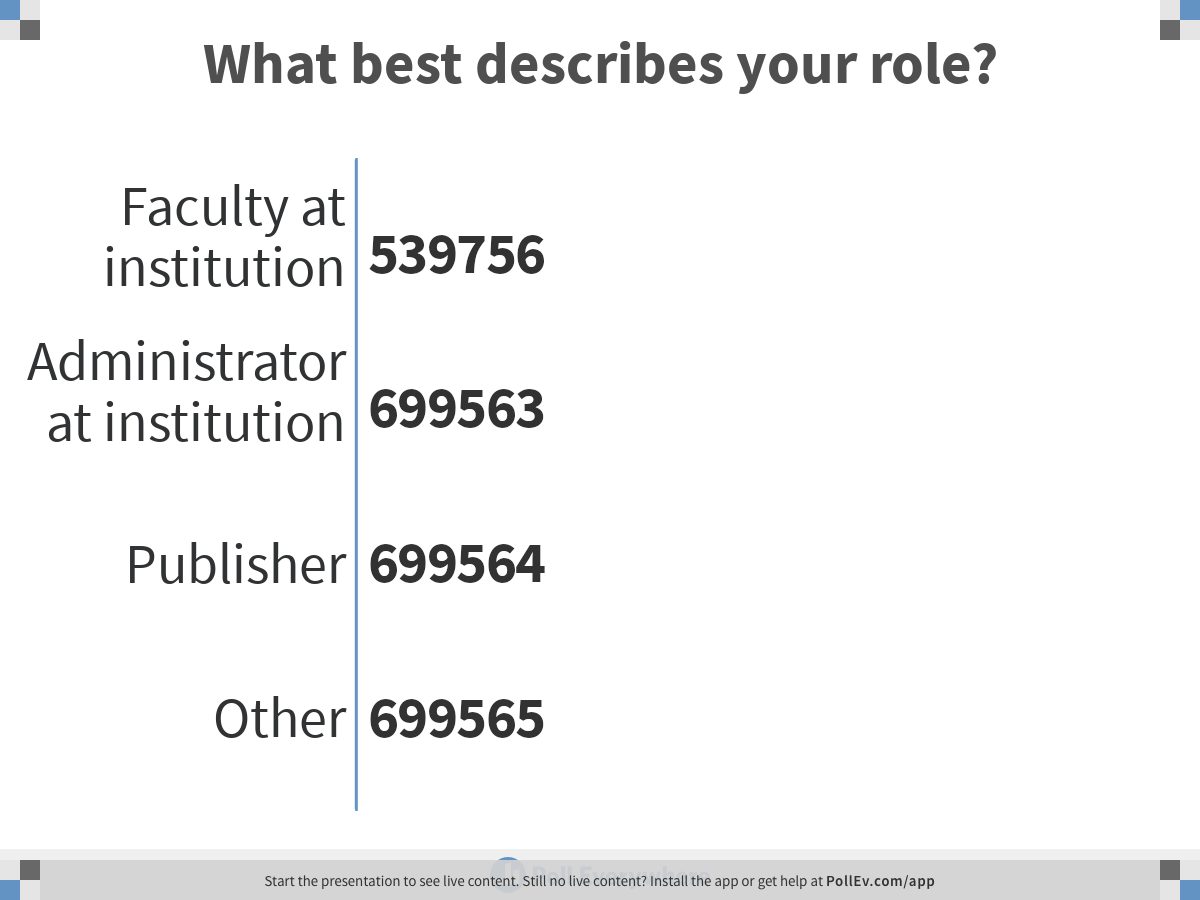 What best describes your role?
Faculty at
institution
539756
Administrator
at institution
699563
Publisher
699564
Other
699565
Start the presentation to see live content. Still no live content? Install the app or get help at PollEv.com/app